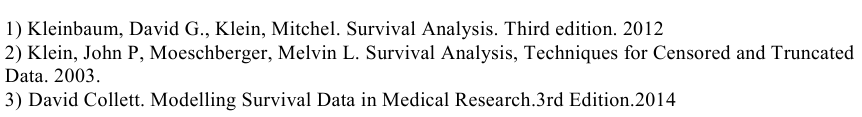 1) Kleinbaum, David G., Klein, Mitchel. Survival Analysis. Third edition. 2012
2) Klein, John P, Moeschberger, Melvin L. Survival Analysis, Techniques for Censored and Truncated
Data. 2003.
3) David Collett. Modelling Survival Data in Medical Research.3rd Edition.2014